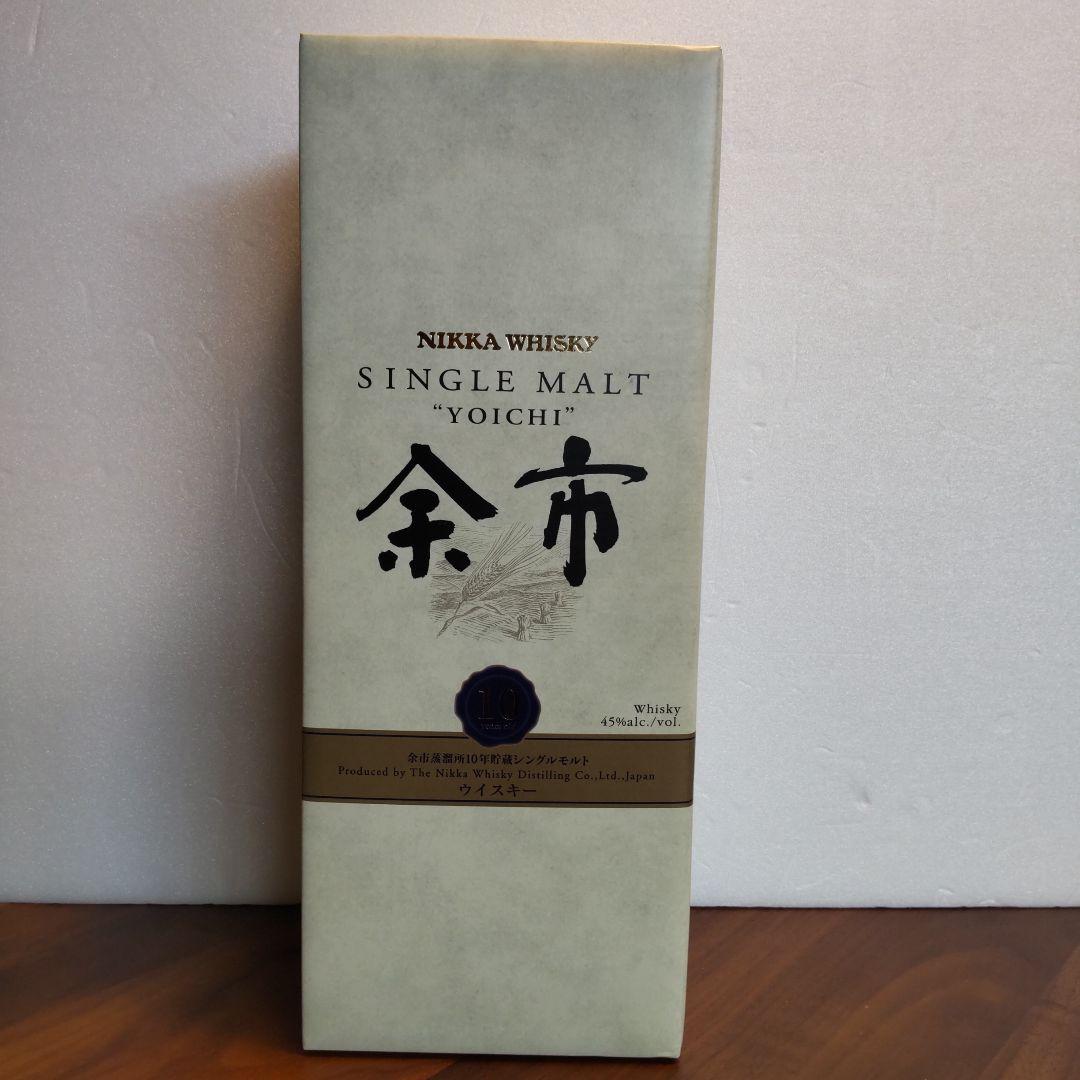 NIKKA WHISKY
SINGLE MALT
“YOICHI”
余市
10
years old
Whisky
45%alc./vol.
余市蒸溜所10年貯蔵シングルモルト
Produced by The Nikka Whisky Distilling Co.,Ltd.,Japan
ウイスキー